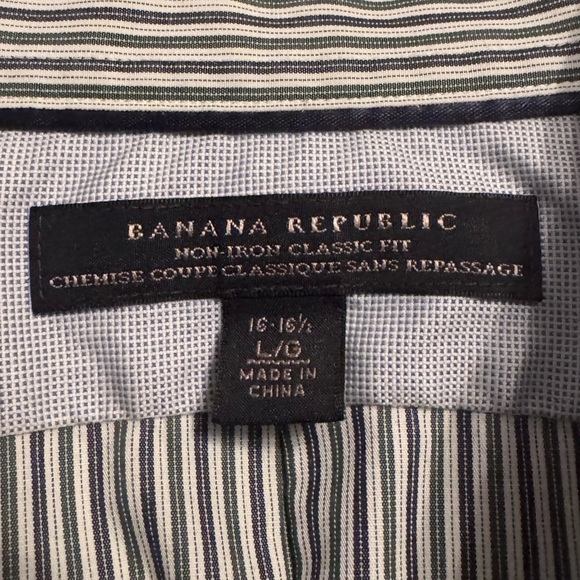 BANANA REPUBLIC
NON-IRON CLASSIC FIT
CHEMISE COUPE CLASSIQUE SANS REPASSAGE
16-16½
L/G
MADE IN
CHINA